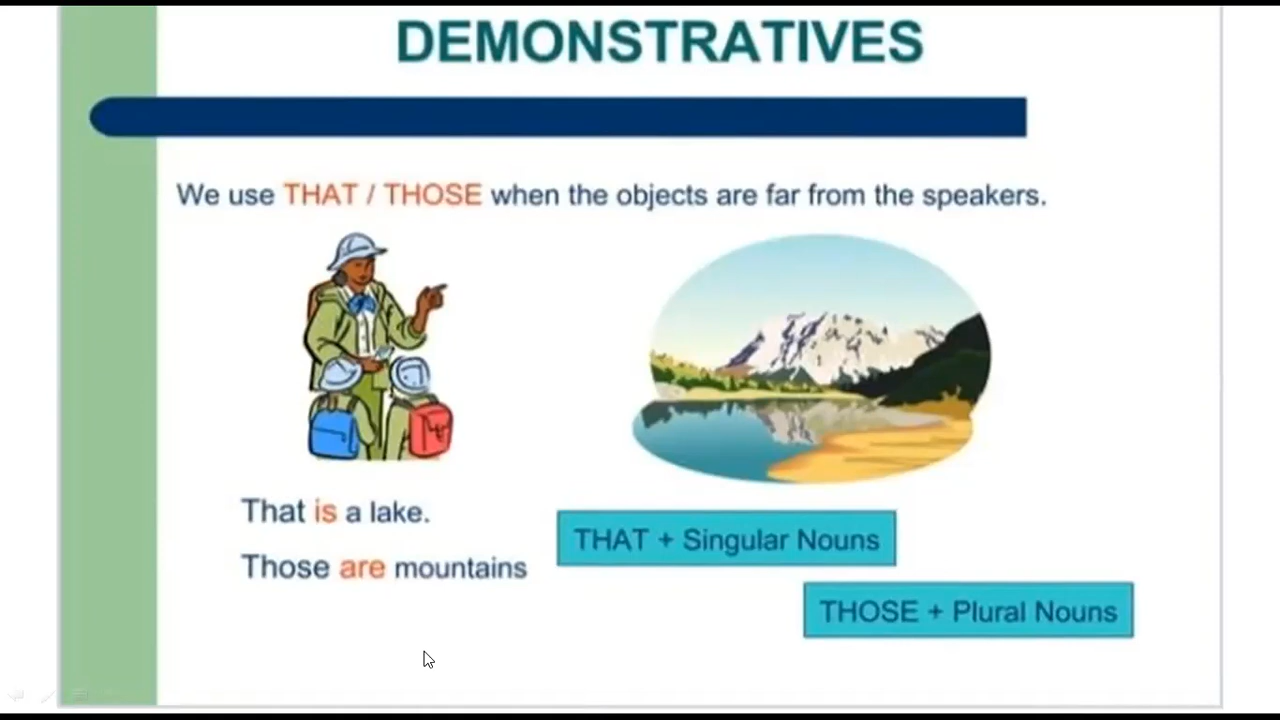 DEMONSTRATIVES
We use THAT / THOSE when the objects are far from the speakers.
That is a lake.
Those are mountains
THAT + Singular Nouns
THOSE + Plural Nouns